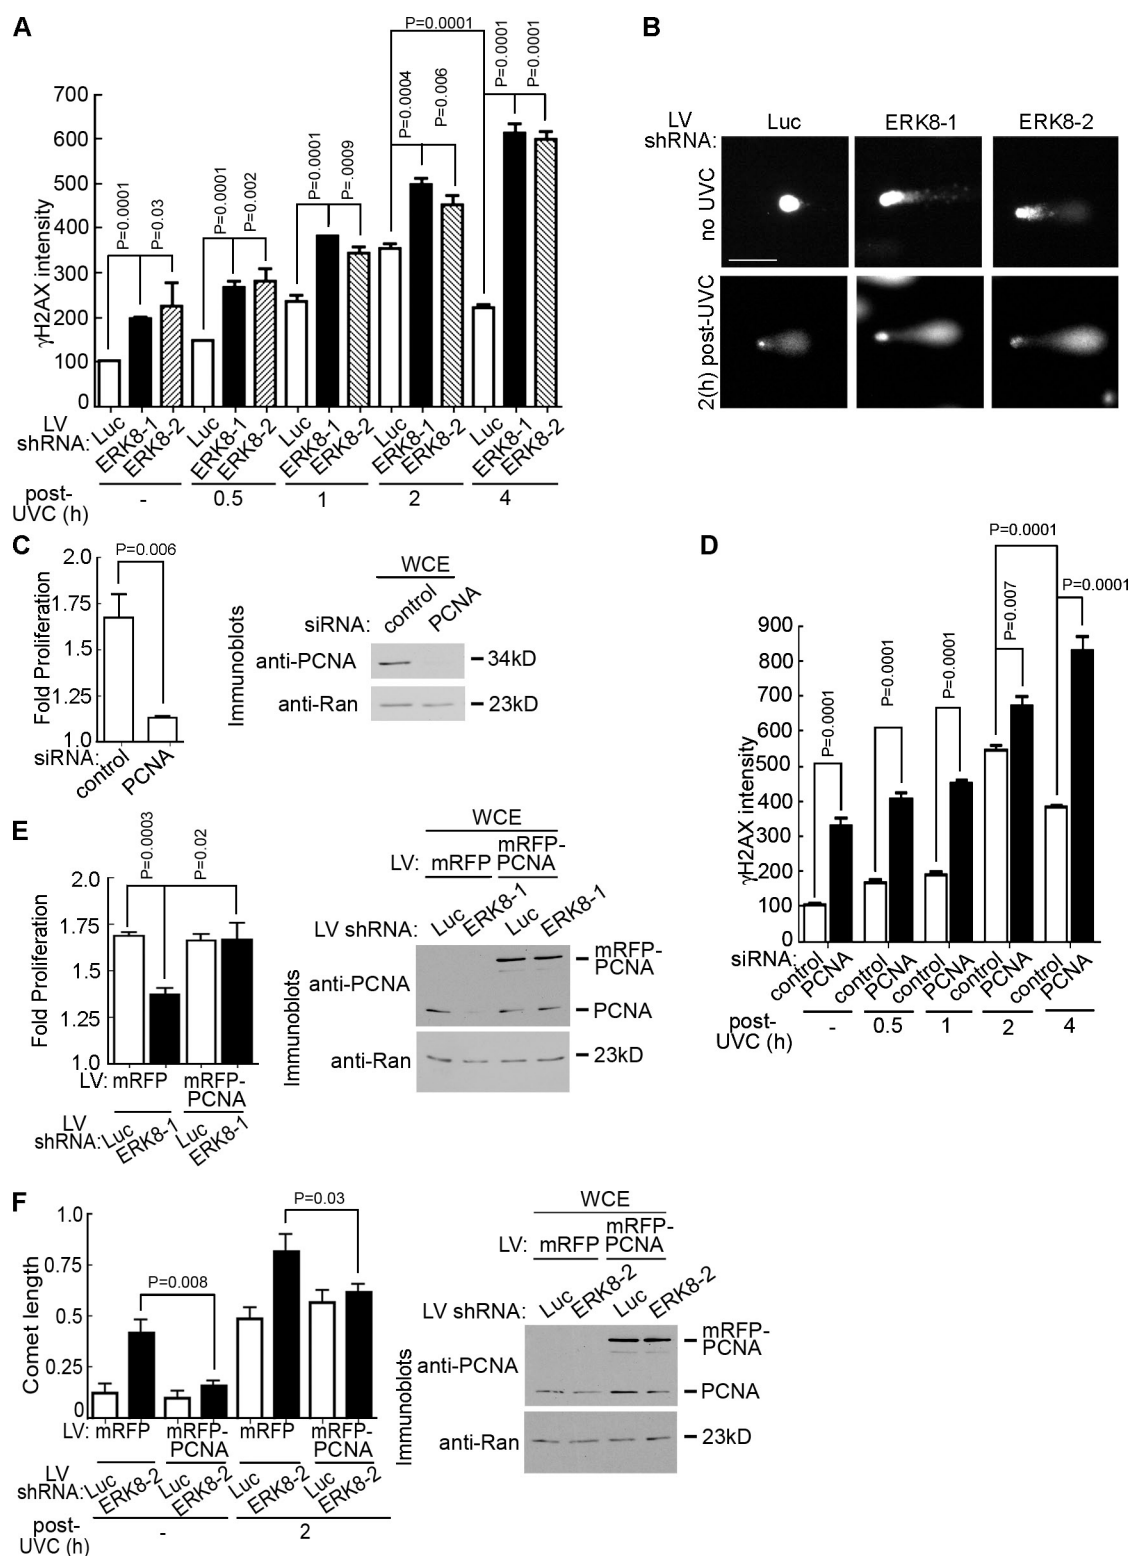 A
P=0.0001
P=0.0001
P=0.03
P=0.0001
P=0.002
P=0.0001
P=.0009
P=0.0004
P=0.006
P=0.0001
P=0.0001
γH2AX intensity
700
600
500
400
300
200
100
0
LV
shRNA:
Luc
ERK8-1
ERK8-2
Luc
ERK8-1
ERK8-2
Luc
ERK8-1
ERK8-2
Luc
ERK8-1
ERK8-2
Luc
ERK8-1
ERK8-2
post-
UVC (h)
-
0.5
1
2
4
B
LV
shRNA:
Luc
ERK8-1
ERK8-2
no UVC
2(h) post-UVC
C
P=0.006
Fold Proliferation
2.0
1.75
1.5
1.25
1.0
siRNA:
control
PCNA
WCE
siRNA:
control
PCNA
Immunoblots
anti-PCNA
34kD
anti-Ran
23kD
D
P=0.0001
P=0.0001
P=0.0001
P=0.0001
P=0.007
P=0.0001
γH2AX intensity
900
800
700
600
500
400
300
200
100
0
siRNA:
control
PCNA
control
PCNA
control
PCNA
control
PCNA
control
PCNA
post-
UVC (h)
-
0.5
1
2
4
E
P=0.0003
P=0.02
Fold Proliferation
2.0
1.75
1.5
1.25
1.0
LV: mRFP
mRFP-
PCNA
LV
shRNA:
Luc
ERK8-1
Luc
ERK8-1
WCE
LV: mRFP
mRFP-
PCNA
LV shRNA:
Luc
ERK8-1
Luc
ERK8-1
Immunoblots
anti-PCNA
mRFP-
PCNA
PCNA
anti-Ran
23kD
F
P=0.03
P=0.008
Comet length
1.0
0.75
0.5
0.25
0
LV: mRFP
mRFP-
PCNA
mRFP
mRFP-
PCNA
LV
shRNA:
Luc
ERK8-2
Luc
ERK8-2
Luc
ERK8-2
Luc
ERK8-2
post-
UVC (h)
-
2
WCE
LV: mRFP
mRFP-
PCNA
LV shRNA:
Luc
ERK8-2
Luc
ERK8-2
Immunoblots
anti-PCNA
mRFP-
PCNA
PCNA
anti-Ran
23kD